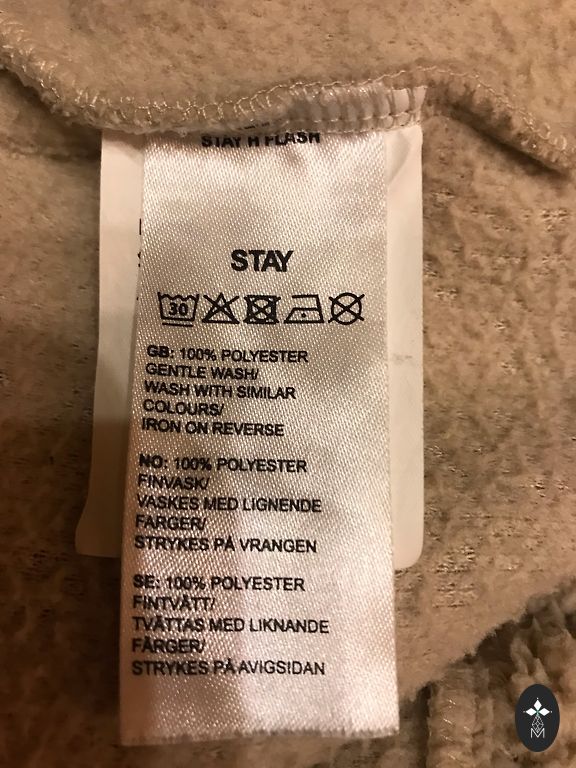 STAY H FLASH
STAY
30
GB: 100% POLYESTER
GENTLE WASH/
WASH WITH SIMILAR
COLOURS/
IRON ON REVERSE
NO: 100% POLYESTER
FINVASK/
VASKES MED LIGNENDE
FARGER/
STRYKES PÅ VRANGEN
SE: 100% POLYESTER
FINTVÄTT/
TVÄTTAS MED LIKNANDE
FÄRGER/
STRYKES PÅ AVIGSIDAN
M